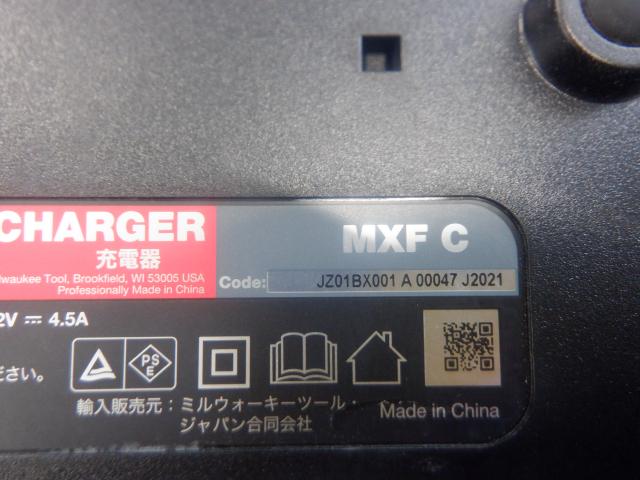 CHARGER
充電器
MXF C
lwaukee Tool, Brookfield, WI 53005 USA
Professionally Made in China
Code: JZ01BX001 A 00047 J2021
2V ⎓ 4.5A
ださい。
PS
E
輸入販売元：ミルウォーキーツール・
ジャパン合同会社
Made in China